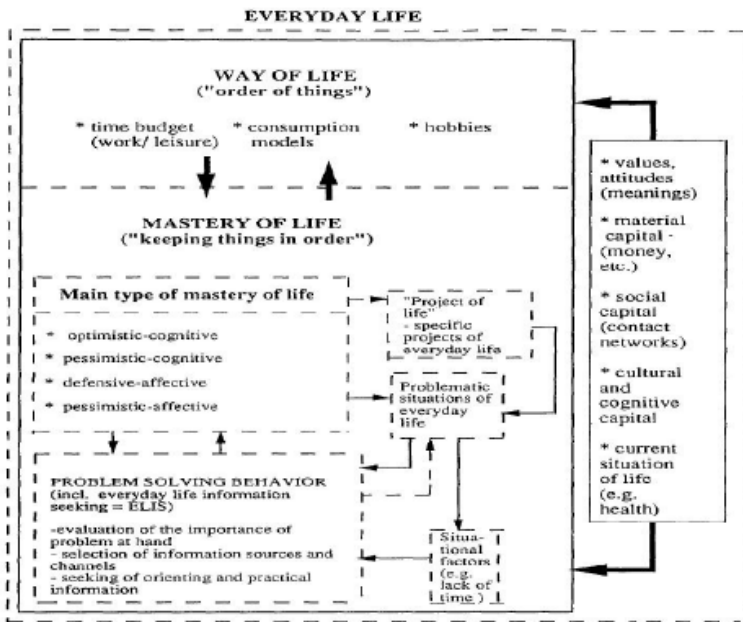 EVERYDAY LIFE
WAY OF LIFE
("order of things")
* time budget
(work/ leisure)
* consumption
models
* hobbies
MASTERY OF LIFE
("keeping things in order")
Main type of mastery of life
* optimistic-cognitive
* pessimistic-cognitive
* defensive-affective
* pessimistic-affective
"Project of
life"
- specific
projects of
everyday life
Problematic
situations of
everyday
life
PROBLEM SOLVING BEHAVIOR
(incl. everyday life information
seeking = ELIS)
-evaluation of the importance of
problem at hand
- selection of information sources and
channels
- seeking of orienting and practical
information
Situa-
tional
factors
(e.g.
lack of
time )
* values,
attitudes
(meanings)
* material
capital -
(money,
etc.)
* social
capital
(contact
networks)
* cultural
and
cognitive
capital
* current
situation
of life
(e.g.
health)